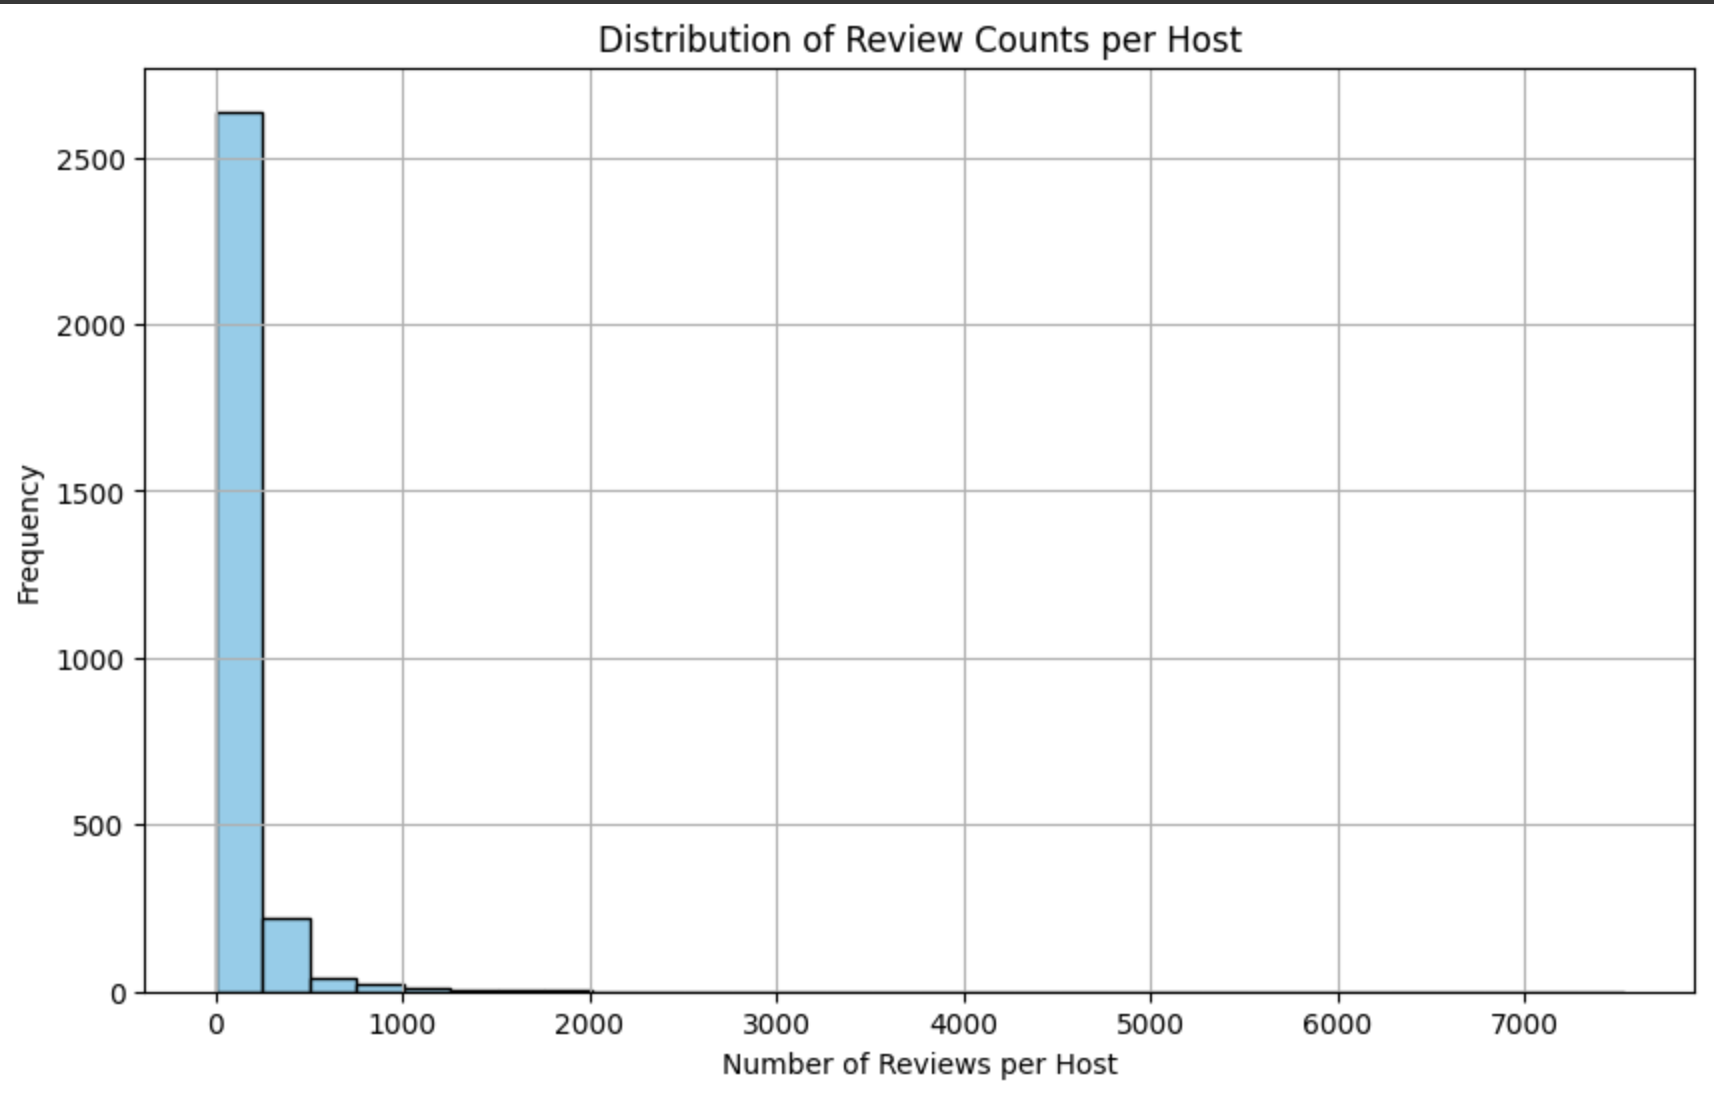 Distribution of Review Counts per Host
2500
2000
1500
1000
500
0
Frequency
0 1000 2000 3000 4000 5000 6000 7000
Number of Reviews per Host